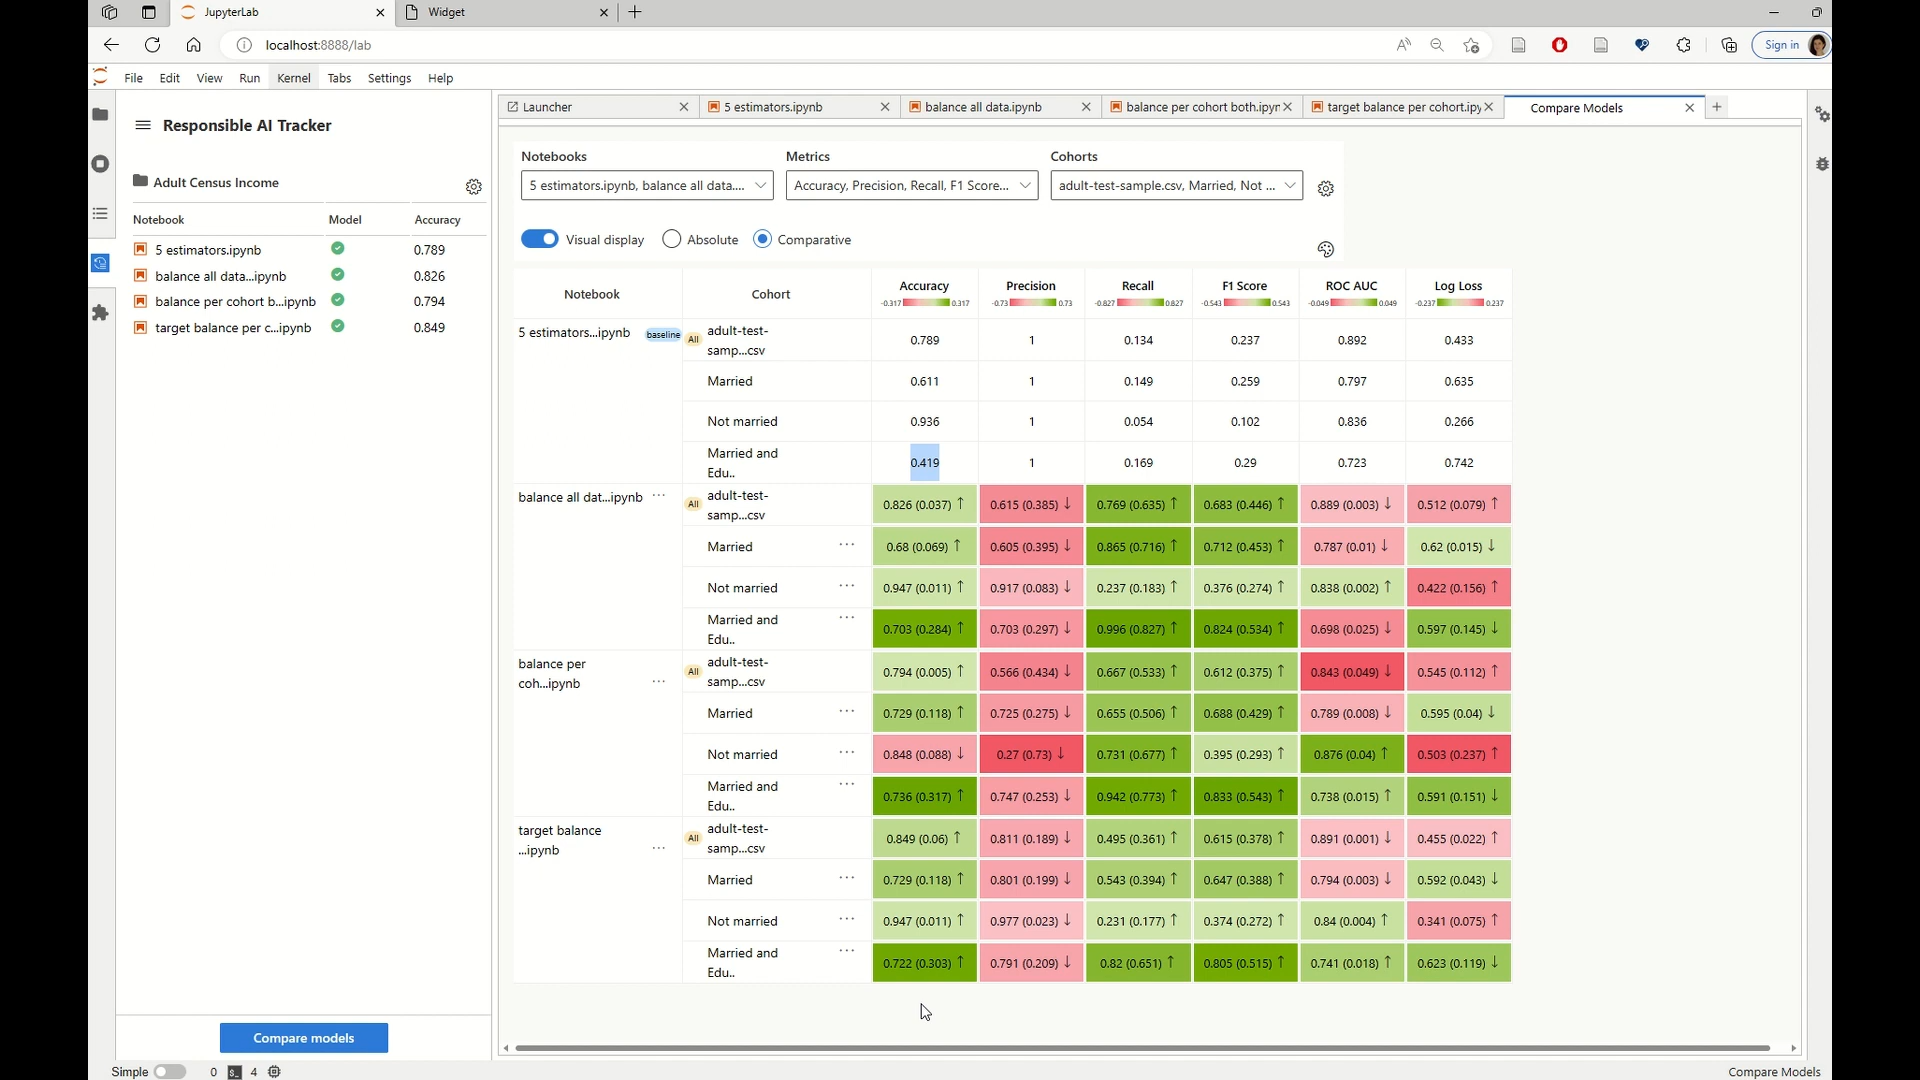 JupyterLab
Widget
localhost:8888/lab
Sign in
File Edit View Run Kernel Tabs Settings Help
Launcher
5 estimators.ipynb
balance all data.ipynb
balance per cohort both.ipyn
target balance per cohort.ipy
Compare Models
Responsible AI Tracker
Adult Census Income
Notebook Model Accuracy
5 estimators.ipynb 0.789
balance all data...ipynb 0.826
balance per cohort b...ipynb 0.794
target balance per c...ipynb 0.849
Notebooks Metrics Cohorts
5 estimators.ipynb, balance all data.... Accuracy, Precision, Recall, F1 Score... adult-test-sample.csv, Married, Not ...
Visual display Absolute Comparative
Notebook Cohort Accuracy Precision Recall F1 Score ROC AUC Log Loss
-0.317 0.317 -0.73 0.73 -0.827 0.827 -0.543 0.543 -0.049 0.049 -0.237 0.237
5 estimators...ipynb baseline All adult-test-
samp...csv 0.789 1 0.134 0.237 0.892 0.433
Married 0.611 1 0.149 0.259 0.797 0.635
Not married 0.936 1 0.054 0.102 0.836 0.266
Married and
Edu.. 0.419 1 0.169 0.29 0.723 0.742
balance all dat...ipynb ... All adult-test-
samp...csv 0.826 (0.037) ↑ 0.615 (0.385) ↓ 0.769 (0.635) ↑ 0.683 (0.446) ↑ 0.889 (0.003) ↓ 0.512 (0.079) ↑
Married ... 0.68 (0.069) ↑ 0.605 (0.395) ↓ 0.865 (0.716) ↑ 0.712 (0.453) ↑ 0.787 (0.01) ↓ 0.62 (0.015) ↓
Not married ... 0.947 (0.011) ↑ 0.917 (0.083) ↓ 0.237 (0.183) ↑ 0.376 (0.274) ↑ 0.838 (0.002) ↑ 0.422 (0.156) ↑
Married and ...
Edu.. 0.703 (0.284) ↑ 0.703 (0.297) ↓ 0.996 (0.827) ↑ 0.824 (0.534) ↑ 0.698 (0.025) ↓ 0.597 (0.145) ↓
balance per
coh...ipynb ... All adult-test-
samp...csv 0.794 (0.005) ↑ 0.566 (0.434) ↓ 0.667 (0.533) ↑ 0.612 (0.375) ↑ 0.843 (0.049) ↓ 0.545 (0.112) ↑
Married ... 0.729 (0.118) ↑ 0.725 (0.275) ↓ 0.655 (0.506) ↑ 0.688 (0.429) ↑ 0.789 (0.008) ↓ 0.595 (0.04) ↓
Not married ... 0.848 (0.088) ↓ 0.27 (0.73) ↓ 0.731 (0.677) ↑ 0.395 (0.293) ↑ 0.876 (0.04) ↑ 0.503 (0.237) ↑
Married and ...
Edu.. 0.736 (0.317) ↑ 0.747 (0.253) ↓ 0.942 (0.773) ↑ 0.833 (0.543) ↑ 0.738 (0.015) ↑ 0.591 (0.151) ↓
target balance
...ipynb ... All adult-test-
samp...csv 0.849 (0.06) ↑ 0.811 (0.189) ↓ 0.495 (0.361) ↑ 0.615 (0.378) ↑ 0.891 (0.001) ↓ 0.455 (0.022) ↑
Married ... 0.729 (0.118) ↑ 0.801 (0.199) ↓ 0.543 (0.394) ↑ 0.647 (0.388) ↑ 0.794 (0.003) ↓ 0.592 (0.043) ↓
Not married ... 0.947 (0.011) ↑ 0.977 (0.023) ↓ 0.231 (0.177) ↑ 0.374 (0.272) ↑ 0.84 (0.004) ↑ 0.341 (0.075) ↑
Married and ...
Edu.. 0.722 (0.303) ↑ 0.791 (0.209) ↓ 0.82 (0.651) ↑ 0.805 (0.515) ↑ 0.741 (0.018) ↑ 0.623 (0.119) ↓
Compare models
Simple 0 4 Compare Models